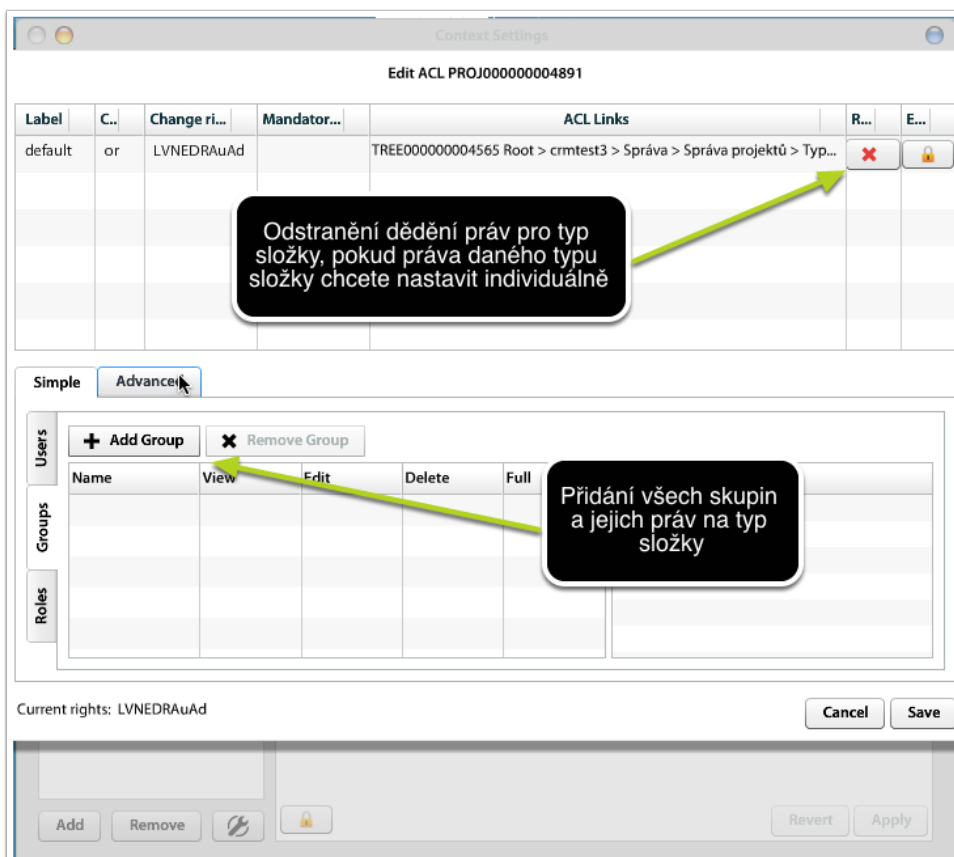 Context Settings
Edit ACL PROJ000000004891
Label C.. Change ri... Mandator... ACL Links R... E...
default or LVNEDRAuAd TREE000000004565 Root > crmtest3 > Správa > Správa projektů > Typ...
Odstranění dědění práv pro typ
složky, pokud práva daného typu
složky chcete nastavit individuálně
Simple Advanced
Users
Groups
Roles
Add Group Remove Group
Name View Edit Delete Full
Přidání všech skupin
a jejich práv na typ
složky
Current rights: LVNEDRAuAd
Cancel Save
Add Remove Revert Apply